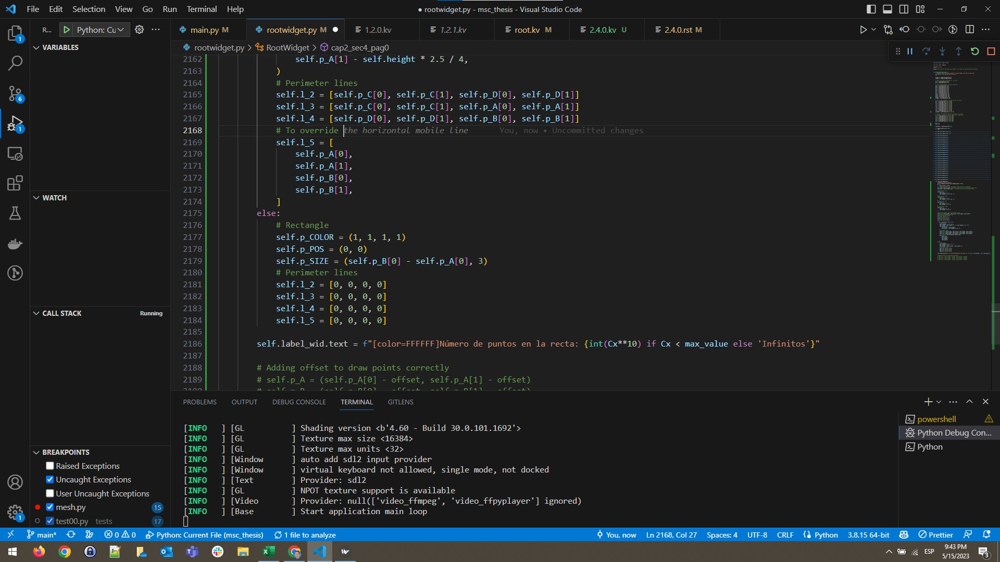 File Edit Selection View Go Run Terminal Help
● rootwidget.py - msc_thesis - Visual Studio Code
R... Python: Cu
main.py M
rootwidget.py M
1.2.0.kv
1.2.1.kv
root.kv M
2.4.0.kv U
2.4.0.rst M
rootwidget.py > RootWidget > cap2_sec4_pag0
VARIABLES
WATCH
CALL STACK Running
BREAKPOINTS
Raised Exceptions
Uncaught Exceptions
User Uncaught Exceptions
mesh.py 15
test00.py tests 17
1
6
1
1
2162 self.p_A[1] - self.height * 2.5 / 4,
2163 )
2164 # Perimeter lines
2165 self.l_2 = [self.p_C[0], self.p_C[1], self.p_D[0], self.p_D[1]]
2166 self.l_3 = [self.p_C[0], self.p_C[1], self.p_A[0], self.p_A[1]]
2167 self.l_4 = [self.p_D[0], self.p_D[1], self.p_B[0], self.p_B[1]]
2168 # To override the horizontal mobile line You, now • Uncommitted changes
2169 self.l_5 = [
2170 self.p_A[0],
2171 self.p_A[1],
2172 self.p_B[0],
2173 self.p_B[1],
2174 ]
2175 else:
2176 # Rectangle
2177 self.p_COLOR = (1, 1, 1, 1)
2178 self.p_POS = (0, 0)
2179 self.p_SIZE = (self.p_B[0] - self.p_A[0], 3)
2180 # Perimeter lines
2181 self.l_2 = [0, 0, 0, 0]
2182 self.l_3 = [0, 0, 0, 0]
2183 self.l_4 = [0, 0, 0, 0]
2184 self.l_5 = [0, 0, 0, 0]
2185
2186 self.label_wid.text = f"[color=FFFFFF]Número de puntos en la recta: {int(Cx**10) if Cx < max_value else 'Infinitos'}"
2187
2188 # Adding offset to draw points correctly
2189 # self.p_A = (self.p_A[0] - offset, self.p_A[1] - offset)
2190 # self.p_B = (self.p_B[0] - offset, self.p_B[1] - offset)
PROBLEMS OUTPUT DEBUG CONSOLE TERMINAL GITLENS
[INFO ] [GL ] Shading version <b'4.60 - Build 30.0.101.1692'>
[INFO ] [GL ] Texture max size <16384>
[INFO ] [GL ] Texture max units <32>
[INFO ] [Window ] auto add sdl2 input provider
[INFO ] [Window ] virtual keyboard not allowed, single mode, not docked
[INFO ] [Text ] Provider: sdl2
[INFO ] [GL ] NPOT texture support is available
[INFO ] [Video ] Provider: null(['video_ffmpeg', 'video_ffpyplayer'] ignored)
[INFO ] [Base ] Start application main loop
powershell
Python Debug Con...
Python
main* 0 0 Python: Current File (msc_thesis) 1 file to analyze You, now Ln 2168, Col 27 Spaces: 4 UTF-8 CRLF Python 3.8.15 64-bit Prettier
ESP
9:43 PM
5/15/2023
3